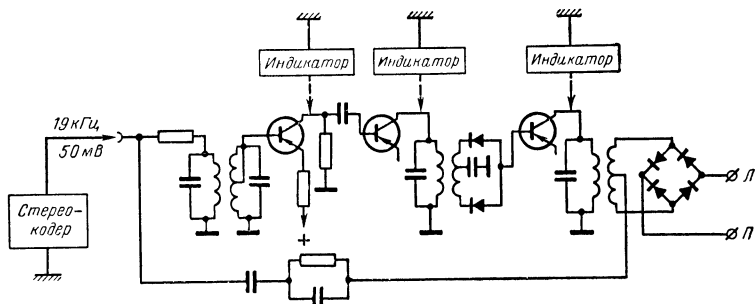 Индикатор
Индикатор
Индикатор
19 кГц
50 мВ
Стерео-
кодер
+
Л
П